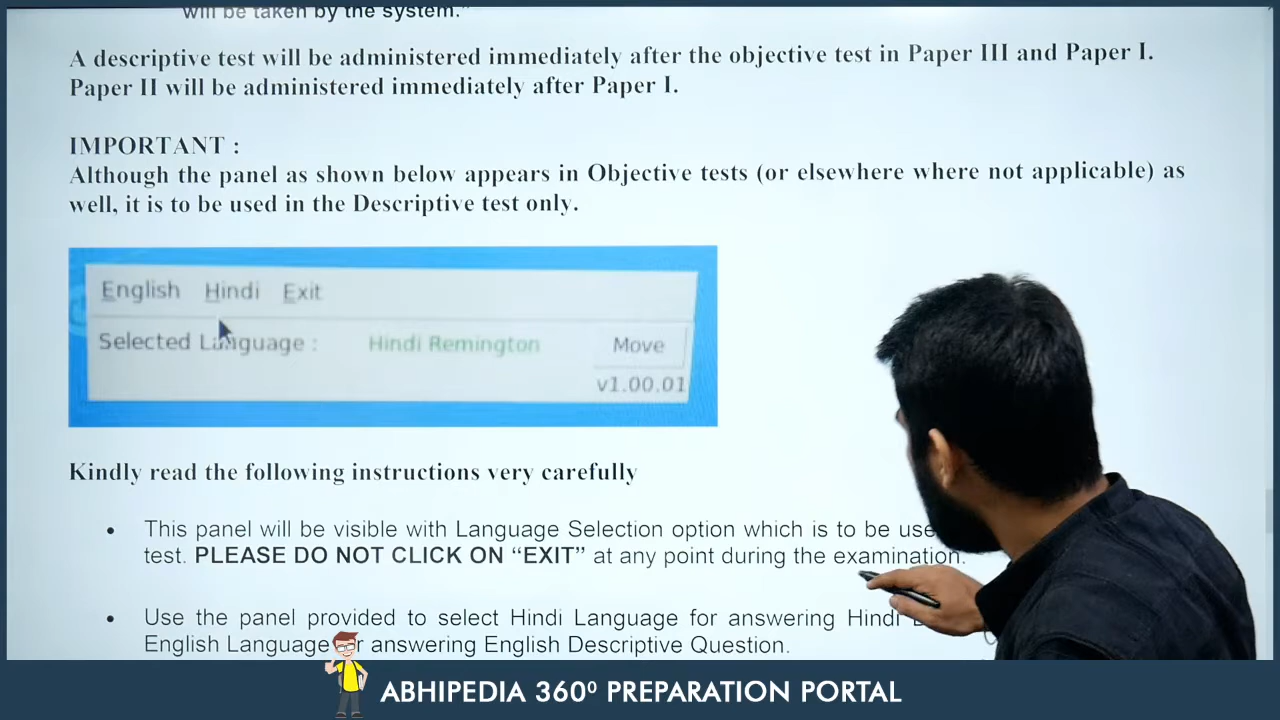 will be taken by the system."
A descriptive test will be administered immediately after the objective test in Paper III and Paper I.
Paper II will be administered immediately after Paper I.
IMPORTANT :
Although the panel as shown below appears in Objective tests (or elsewhere where not applicable) as
well, it is to be used in the Descriptive test only.
English Hindi Exit
Selected Language : Hindi Remington Move
v1.00.01
Kindly read the following instructions very carefully
• This panel will be visible with Language Selection option which is to be
test. PLEASE DO NOT CLICK ON “EXIT” at any point during the examination.
• Use the panel provided to select Hindi Language for answering Hindi
English Language answering English Descriptive Question.
ABHIPEDIA 360⁰ PREPARATION PORTAL